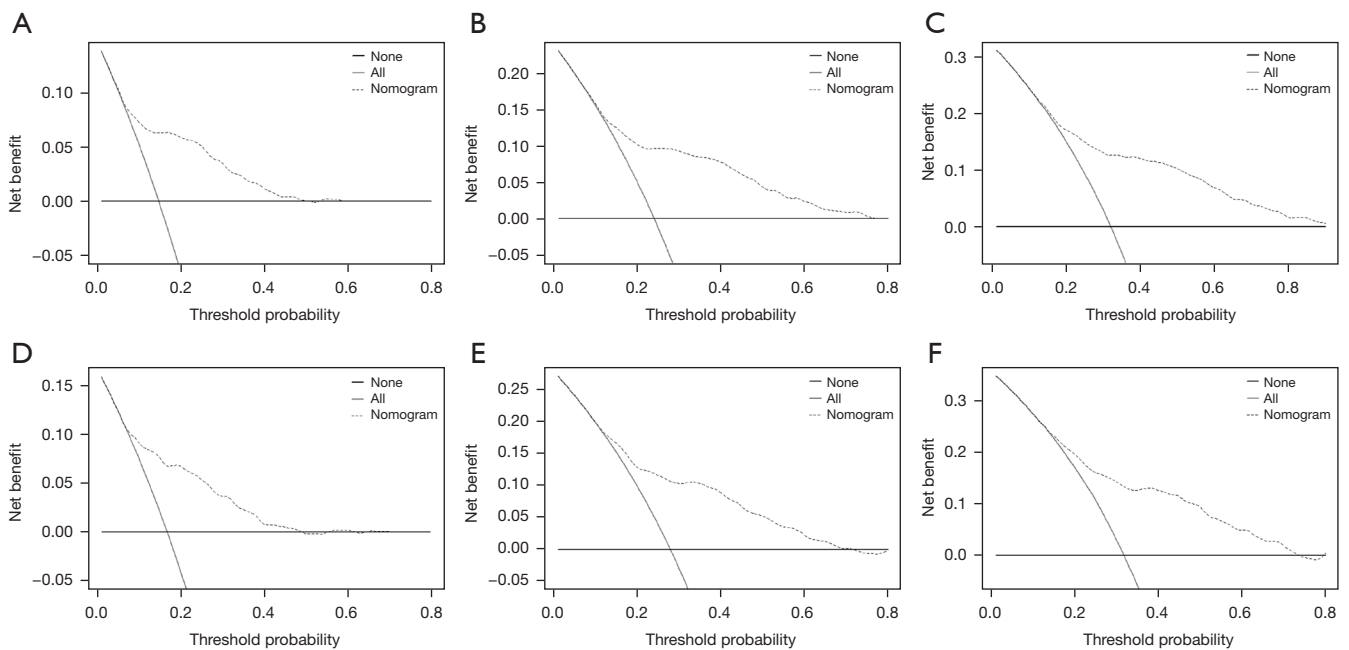 A
Net benefit
0.10
0.05
0.00
−0.05
None
All
Nomogram
0.0 0.2 0.4 0.6 0.8
Threshold probability
B
Net benefit
0.20
0.15
0.10
0.05
0.00
−0.05
None
All
Nomogram
0.0 0.2 0.4 0.6 0.8
Threshold probability
C
Net benefit
0.3
0.2
0.1
0.0
None
All
Nomogram
0.0 0.2 0.4 0.6 0.8
Threshold probability
D
Net benefit
0.15
0.10
0.05
0.00
−0.05
None
All
Nomogram
0.0 0.2 0.4 0.6 0.8
Threshold probability
E
Net benefit
0.25
0.20
0.15
0.10
0.05
0.00
−0.05
None
All
Nomogram
0.0 0.2 0.4 0.6 0.8
Threshold probability
F
Net benefit
0.3
0.2
0.1
0.0
None
All
Nomogram
0.0 0.2 0.4 0.6 0.8
Threshold probability